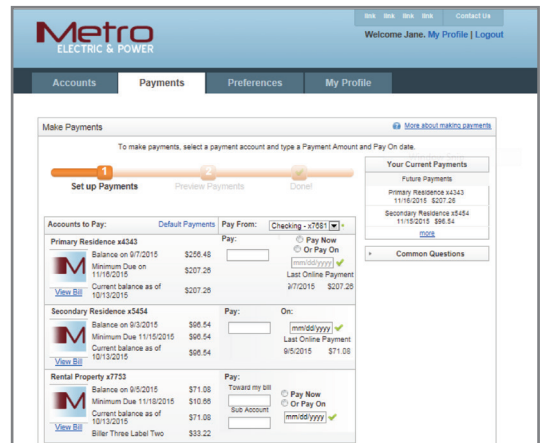 link link link link Contact Us
Metro
ELECTRIC & POWER
Welcome Jane. My Profile | Logout
Accounts Payments Preferences My Profile
Make Payments
More about making payments
To make payments, select a payment account and type a Payment Amount and Pay On date.
1 2
Set up Payments Preview Payments Done!
Your Current Payments
Future Payments
Primary Residence x4343
11/16/2015 $207.26
Secondary Residence x5454
11/15/2015 $96.54
more
Common Questions
Accounts to Pay: Default Payments Pay From: Checking - x7681
Primary Residence x4343 Pay: Pay Now
Balance on 9/7/2015 $256.48 Or Pay On
Minimum Due on
11/16/2015 $207.26 mm/dd/yyyy
Last Online Payment
Current balance as of
10/13/2015 $207.26 9/7/2015 $207.26
View Bill
Secondary Residence x5454 Pay: On:
Balance on 9/3/2015 $96.54 mm/dd/yyyy
Minimum Due 11/15/2015 $96.54 Last Online Payment
Current balance as of
10/13/2015 $96.54 9/5/2015 $71.08
View Bill
Rental Property x7753 Pay:
Balance on 9/5/2015 $71.08 Toward my bill
Minimum Due 11/18/2015 $10.66 Pay Now
Or Pay On
Current balance as of
10/13/2015 $71.08 Sub Account mm/dd/yyyy
View Bill
Biller Three Label Two $33.22